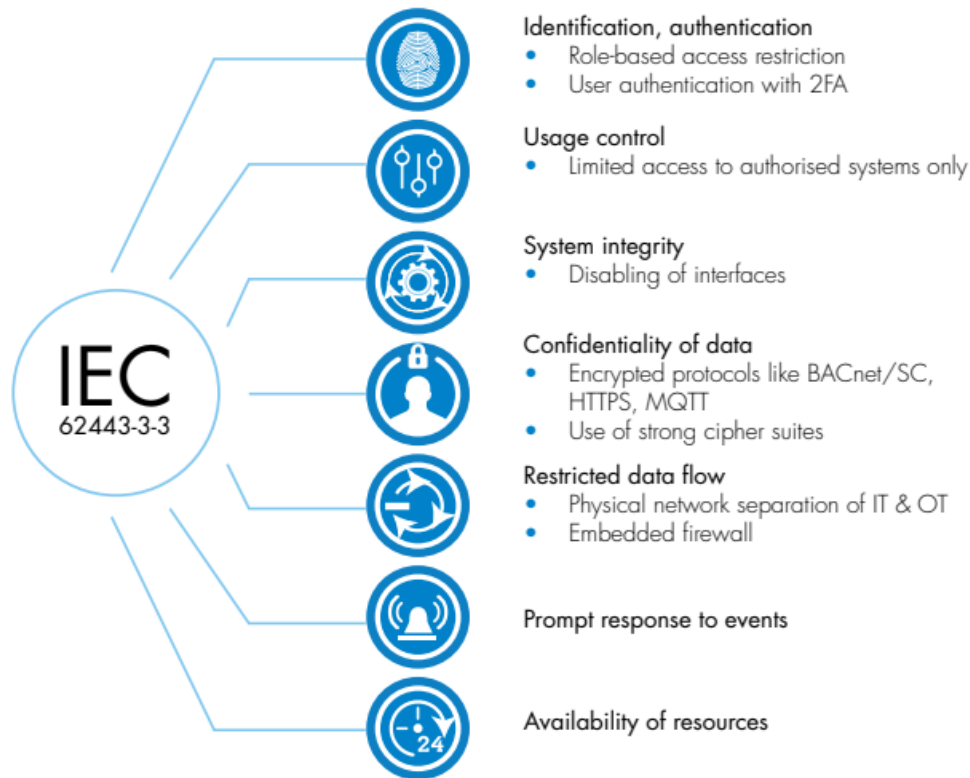 Identification, authentication
• Role-based access restriction
• User authentication with 2FA
Usage control
• Limited access to authorised systems only
System integrity
• Disabling of interfaces
IEC
62443-3-3
Confidentiality of data
• Encrypted protocols like BACnet/SC,
HTTPS, MQTT
• Use of strong cipher suites
Restricted data flow
• Physical network separation of IT & OT
• Embedded firewall
Prompt response to events
24
Availability of resources